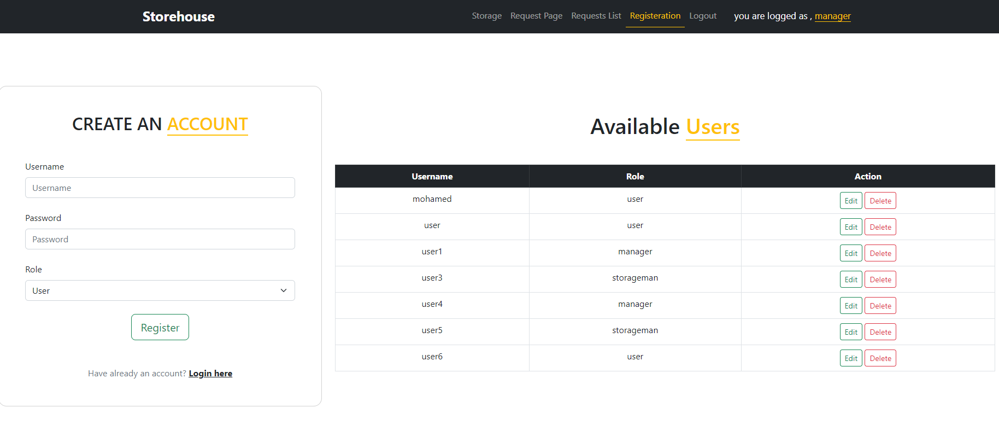 Storehouse Storage Request Page Requests List Registeration Logout you are logged as , manager
CREATE AN ACCOUNT
Username
Username
Password
Password
Role
User
Register
Have already an account? Login here
Available Users
Username Role Action
mohamed user Edit Delete
user user Edit Delete
user1 manager Edit Delete
user3 storageman Edit Delete
user4 manager Edit Delete
user5 storageman Edit Delete
user6 user Edit Delete